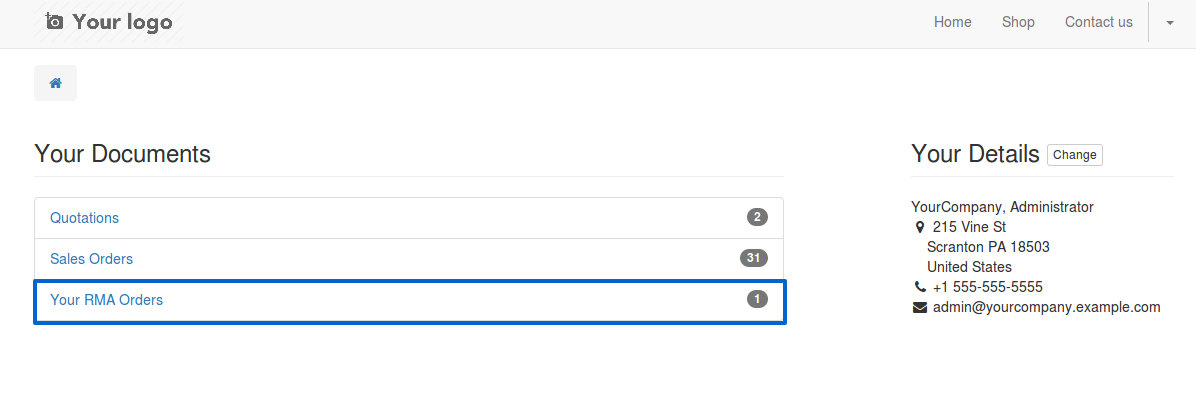 Your logo
Home
Shop
Contact us
Your Documents
Quotations 2
Sales Orders 31
Your RMA Orders 1
Your Details Change
YourCompany, Administrator
215 Vine St
Scranton PA 18503
United States
+1 555-555-5555
admin@yourcompany.example.com